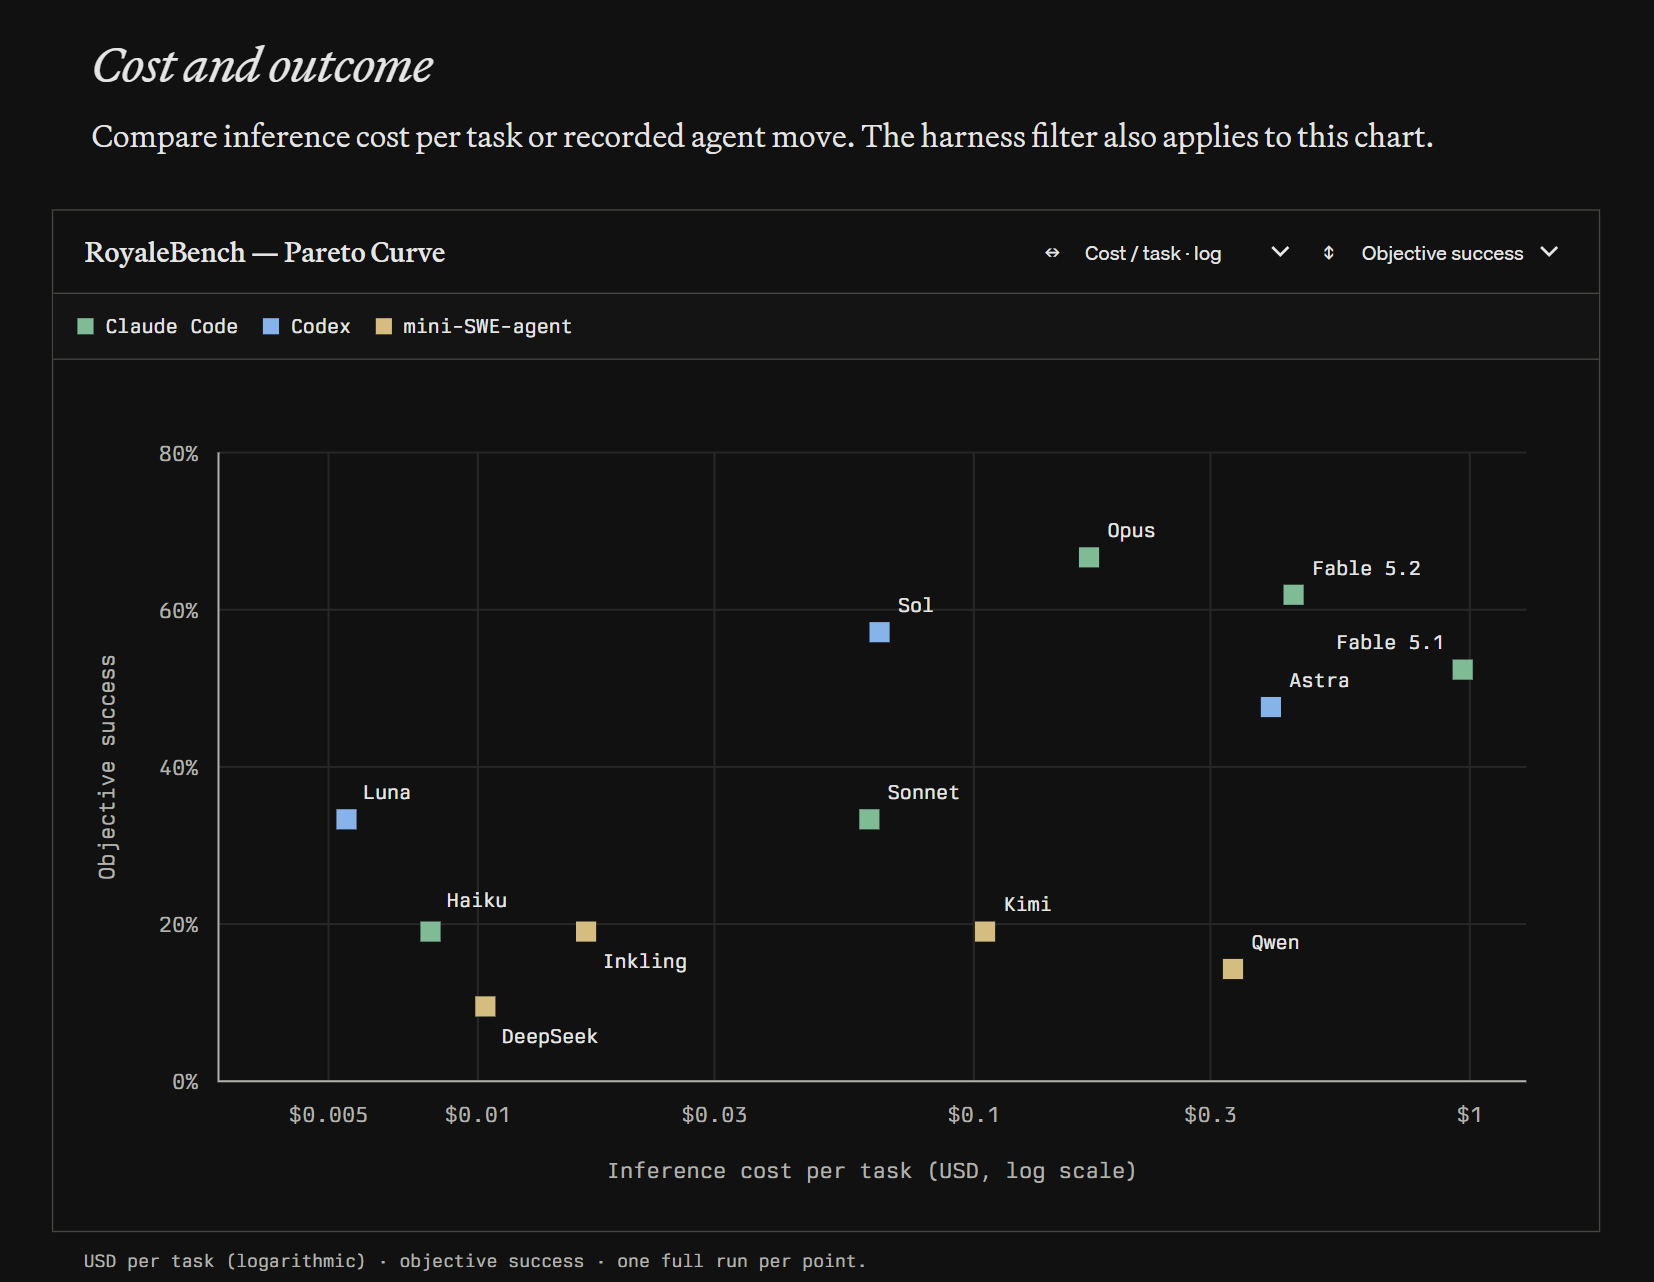 Cost and outcome
Compare inference cost per task or recorded agent move. The harness filter also applies to this chart.
RoyaleBench — Pareto Curve
↔ Cost / task · log
↕ Objective success
Claude Code
Codex
mini-SWE-agent
80%
60%
40%
20%
0%
Objective success
Opus
Fable 5.2
Sol
Fable 5.1
Astra
Luna
Sonnet
Haiku
Kimi
Inkling
Qwen
DeepSeek
$0.005
$0.01
$0.03
$0.1
$0.3
$1
Inference cost per task (USD, log scale)
USD per task (logarithmic) · objective success · one full run per point.